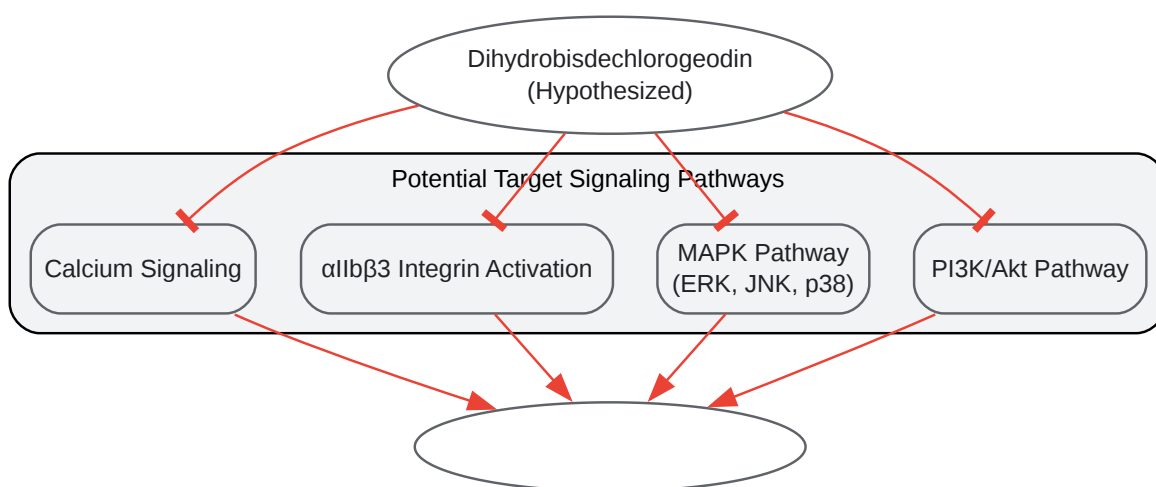 Dihydrobisdechlorogeodin
(Hypothesized)
Potential Target Signaling Pathways
Calcium Signaling
αIIbβ3 Integrin Activation
MAPK Pathway
(ERK, JNK, p38)
PI3K/Akt Pathway